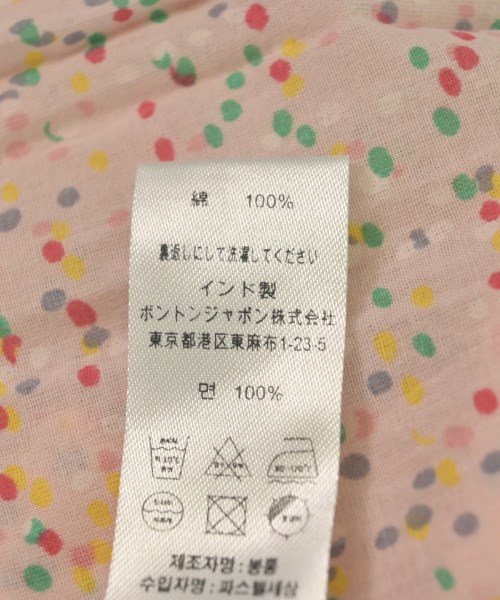 綿 100%
裏返しにして洗濯してください
インド製
ボントンジャポン株式会社
東京都港区東麻布1-23-5
면 100%
제조자명 : 봉통
수입자명 : 파스텔세상